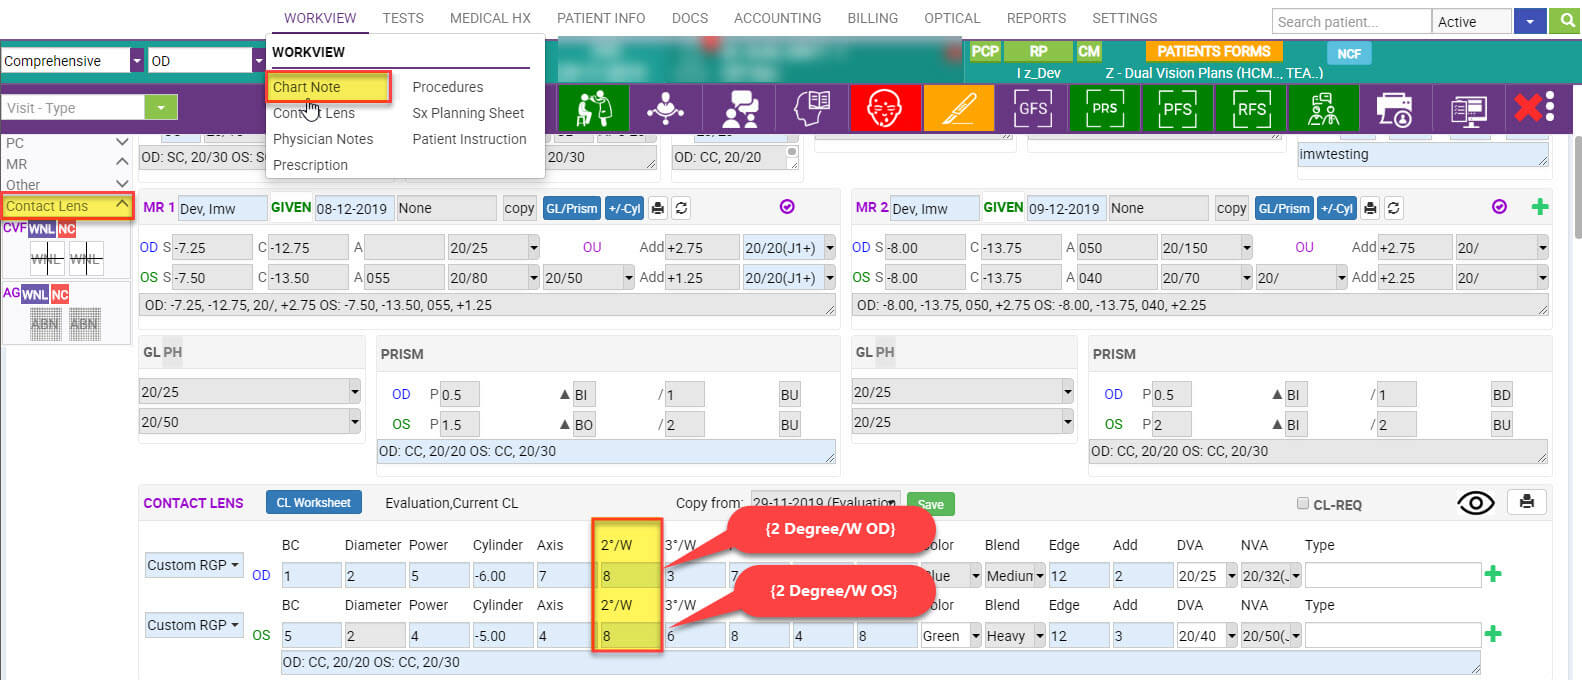 WORKVIEW TESTS MEDICAL HX PATIENT INFO DOCS ACCOUNTING BILLING OPTICAL REPORTS SETTINGS Search patient... Active
WORKVIEW
Chart Note Procedures
Contact Lens Sx Planning Sheet
Physician Notes Patient Instruction
Prescription
Comprehensive OD
PCP RP CM PATIENTS FORMS NCF
I z_Dev Z - Dual Vision Plans (HCM.., TEA..)
Visit - Type
GFS PRS PFS RFS
PC
MR
Other
Contact Lens
CVF WNL NC
WNL WNL
AG WNL NC
ABN ABN
OD: SC, 20/30 OS: S 20/30 OD: CC, 20/20 imwtesting
MR 1 Dev, Imw GIVEN 08-12-2019 None copy GL/Prism +/-Cyl
OD S -7.25 C -12.75 A 20/25 OU Add +2.75 20/20(J1+)
OS S -7.50 C -13.50 A 055 20/80 20/50 Add +1.25 20/20(J1+)
OD: -7.25, -12.75, 20/, +2.75 OS: -7.50, -13.50, 055, +1.25
MR 2 Dev, Imw GIVEN 09-12-2019 None copy GL/Prism +/-Cyl
OD S -8.00 C -13.75 A 050 20/150 OU Add +2.75 20/
OS S -8.00 C -13.75 A 040 20/70 20/ Add +2.25 20/
OD: -8.00, -13.75, 050, +2.75 OS: -8.00, -13.75, 040, +2.25
GL PH
20/25
20/50
PRISM
OD P 0.5 ▲ BI / 1 BU
OS P 1.5 ▲ BO / 2 BU
OD: CC, 20/20 OS: CC, 20/30
GL PH
20/25
20/25
PRISM
OD P 0.5 ▲ BI / 1 BD
OS P 2 ▲ BI / 2 BU
OD: CC, 20/20 OS: CC, 20/30
CONTACT LENS CL Worksheet Evaluation,Current CL Copy from: 29-11-2019 (Evaluation Save CL-REQ
{2 Degree/W OD}
BC Diameter Power Cylinder Axis 2°/W 3°/W olor Blend Edge Add DVA NVA Type
Custom RGP OD 1 2 5 -6.00 7 8 3 7 lue Medium 12 2 20/25 20/32(
{2 Degree/W OS}
BC Diameter Power Cylinder Axis 2°/W 3°/W olor Blend Edge Add DVA NVA Type
Custom RGP OS 5 2 4 -5.00 4 8 6 8 4 8 Green Heavy 12 3 20/40 20/50(
OD: CC, 20/20 OS: CC, 20/30